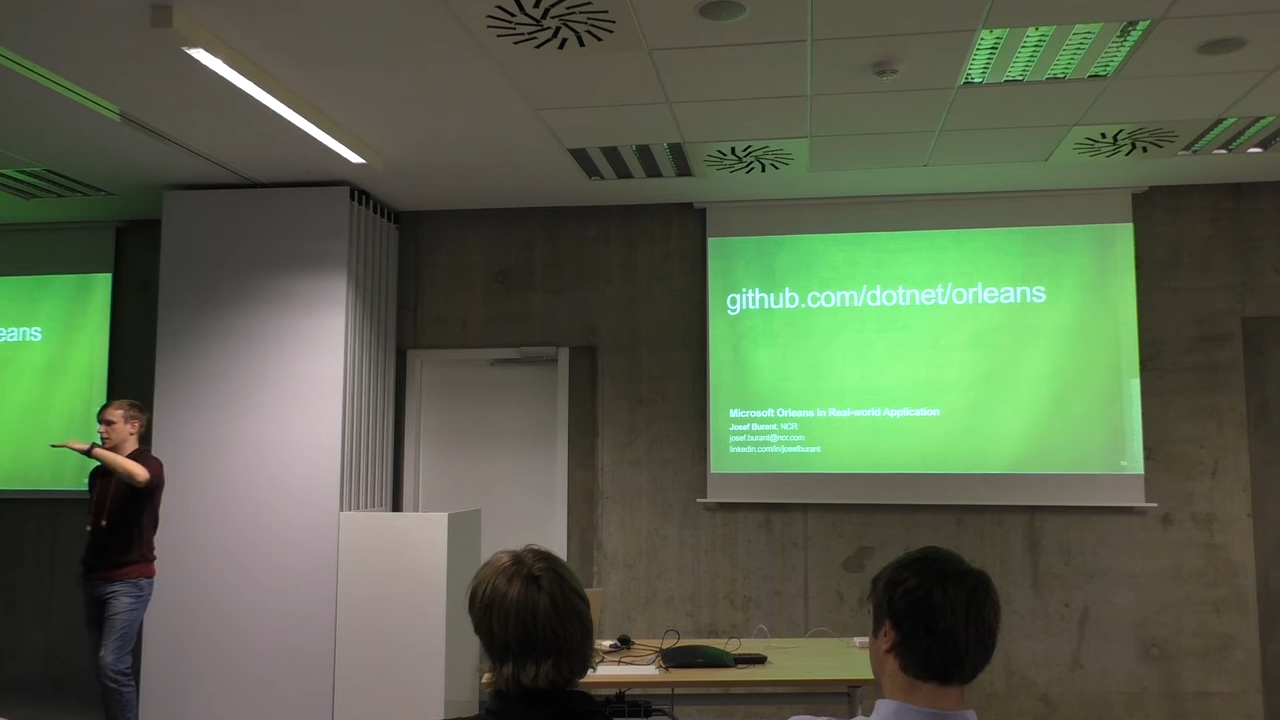 github.com/dotnet/orleans
Microsoft Orleans in Real-world Application
Josef Burant, NCR
josef.burant@ncr.com
linkedin.com/in/josefburant
eans